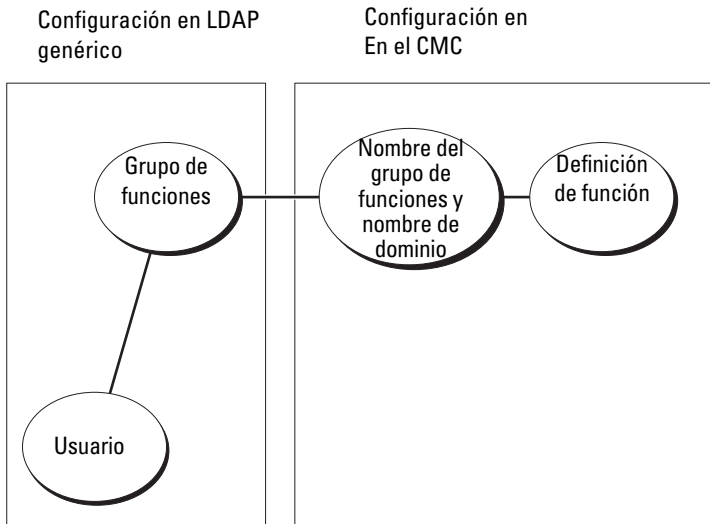 Configuración en LDAP
genérico
Configuración en
En el CMC
Grupo de
funciones
Nombre del
grupo de
funciones y
nombre de
dominio
Definición
de función
Usuario